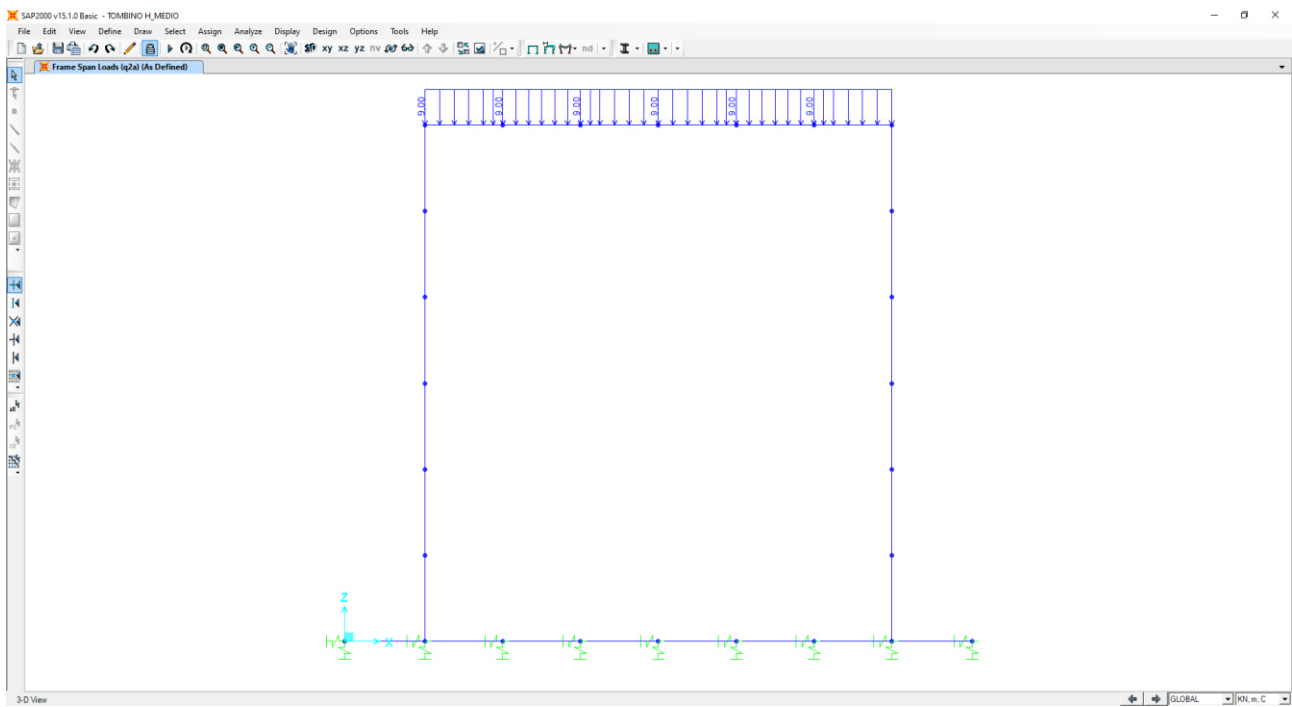 SAP2000 v15.1.0 Basic - TOMBINO H_MEDIO
File Edit View Define Draw Select Assign Analyze Display Design Options Tools Help
xy xz yz nv nd
Frame Span Loads (q2a) (As Defined)
9.00 9.00 9.00 9.00 9.00 9.00
Z
X
3-D View GLOBAL KN, m, C